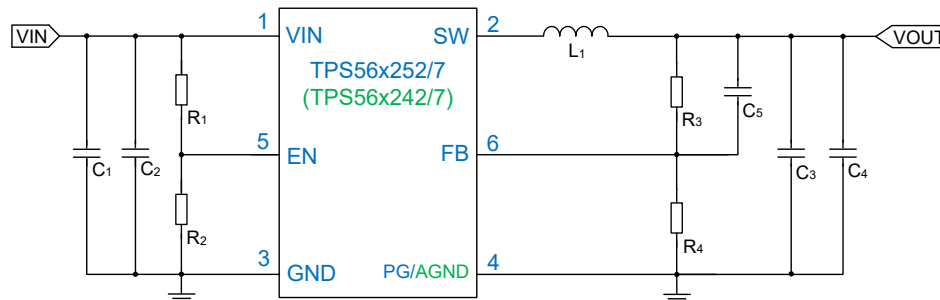 1
2
VIN
VIN
SW
VOUT
L1
TPS56x252/7
(TPS56x242/7)
R1
R3
C5
5
6
EN
FB
C1
C2
C3
C4
R2
R4
3
4
GND
PG/AGND